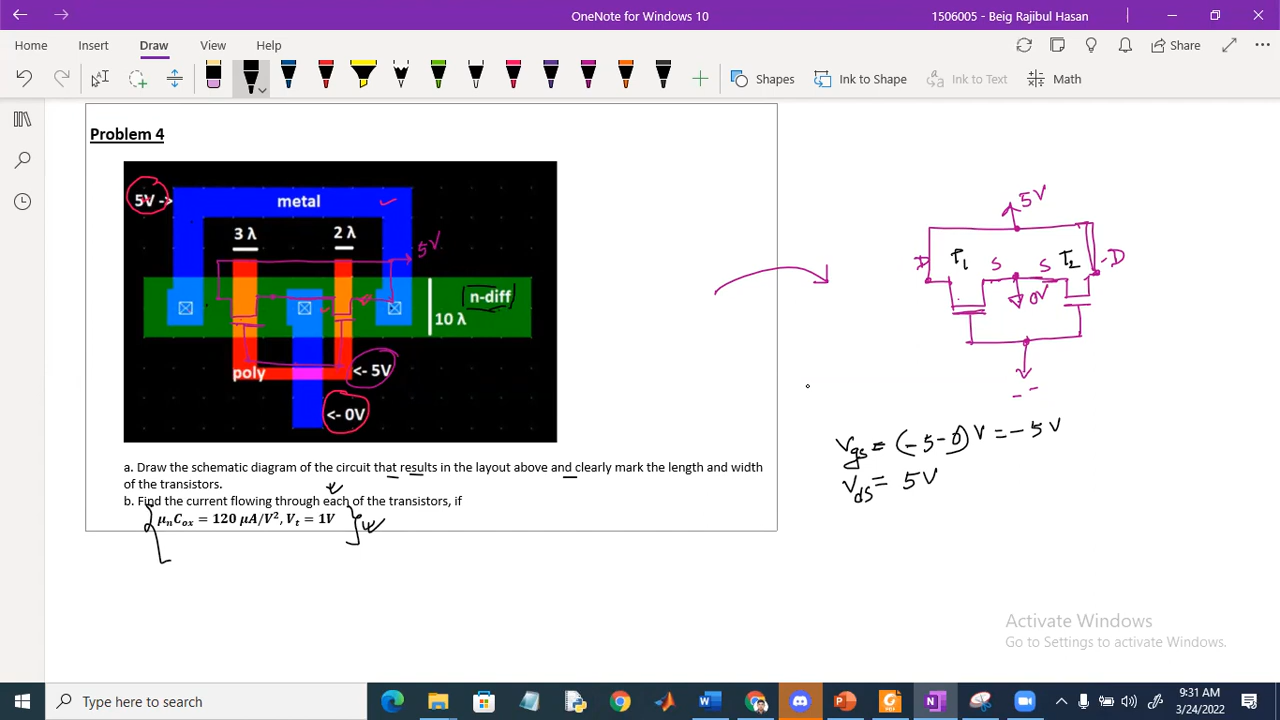 OneNote for Windows 10
1506005 - Beig Rajibul Hasan
Home Insert Draw View Help
Share
Shapes
Ink to Shape
Ink to Text
Math
Problem 4
5V ->
metal
3 λ
2 λ
5V
n-diff
10 λ
poly
<- 5V
<- 0V
a. Draw the schematic diagram of the circuit that results in the layout above and clearly mark the length and width
of the transistors.
b. Find the current flowing through each of the transistors, if
μₙCₒₓ = 120 μA/V², Vₜ = 1V
5V
D T₁ S S T₂ -D
0V
Vgs = (-5-0)V = -5V
Vds = 5V
Activate Windows
Go to Settings to activate Windows.
Type here to search
9:31 AM
3/24/2022